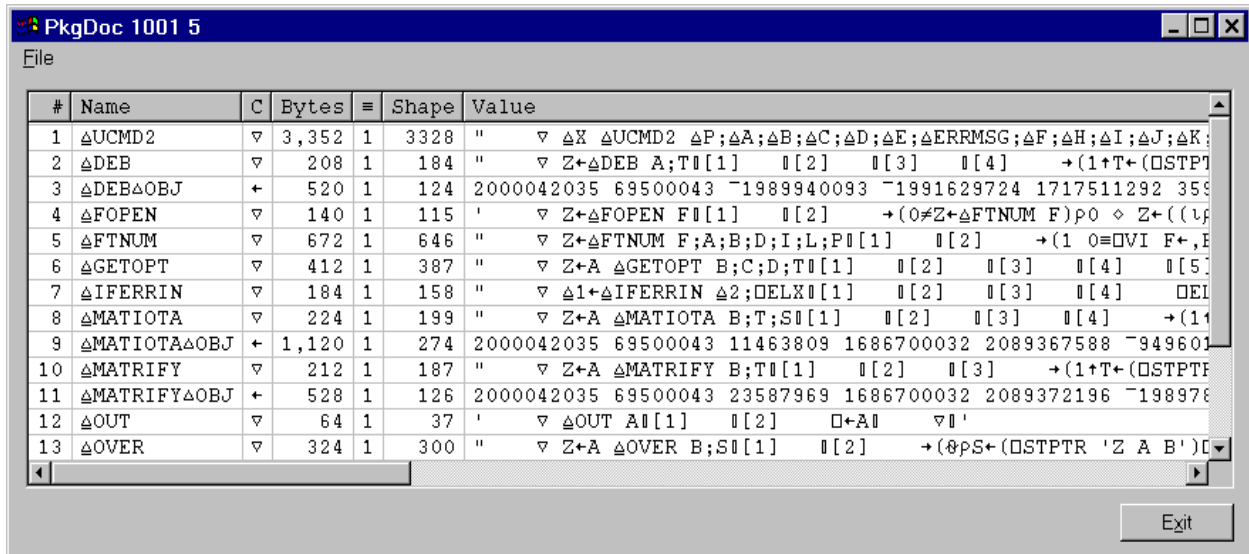 PkgDoc 1001 5
File
# Name C Bytes ≡ Shape Value
1 ⍙UCMD2 ∇ 3,352 1 3328 " ∇ ⍙X ⍙UCMD2 ⍙P;⍙A;⍙B;⍙C;⍙D;⍙E;⍙ERRMSG;⍙F;⍙H;⍙I;⍙J;⍙K;
2 ⍙DEB ∇ 208 1 184 " ∇ Z←⍙DEB A;T▯[1] ▯[2] ▯[3] ▯[4] →(1↑T←(⎕STPT
3 ⍙DEB⍙OBJ ← 520 1 124 2000042035 69500043 ¯1989940093 ¯1991629724 1717511292 359
4 ⍙FOPEN ∇ 140 1 115 ' ∇ Z←⍙FOPEN F▯[1] ▯[2] →(0≠Z←⍙FTNUM F)⍴0 ⋄ Z←((⍳⍴
5 ⍙FTNUM ∇ 672 1 646 " ∇ Z←⍙FTNUM F;A;B;D;I;L;P▯[1] ▯[2] →(1 0≡⎕VI F←,
6 ⍙GETOPT ∇ 412 1 387 " ∇ Z←A ⍙GETOPT B;C;D;T▯[1] ▯[2] ▯[3] ▯[4] ▯[5]
7 ⍙IFERRIN ∇ 184 1 158 " ∇ ⍙1←⍙IFERRIN ⍙2;⎕ELX▯[1] ▯[2] ▯[3] ▯[4] ⎕EL
8 ⍙MATIOTA ∇ 224 1 199 " ∇ Z←A ⍙MATIOTA B;T;S▯[1] ▯[2] ▯[3] ▯[4] →(1↑
9 ⍙MATIOTA⍙OBJ ← 1,120 1 274 2000042035 69500043 11463809 1686700032 2089367588 ¯949601
10 ⍙MATRIFY ∇ 212 1 187 " ∇ Z←A ⍙MATRIFY B;T▯[1] ▯[2] ▯[3] →(1↑T←(⎕STPTR
11 ⍙MATRIFY⍙OBJ ← 528 1 126 2000042035 69500043 23587969 1686700032 2089372196 ¯198978
12 ⍙OUT ∇ 64 1 37 ' ∇ ⍙OUT A▯[1] ▯[2] ⎕←A▯ ∇▯'
13 ⍙OVER ∇ 324 1 300 " ∇ Z←A ⍙OVER B;S▯[1] ▯[2] →(⍉⍴S←(⎕STPTR 'Z A B')⎕
Exit